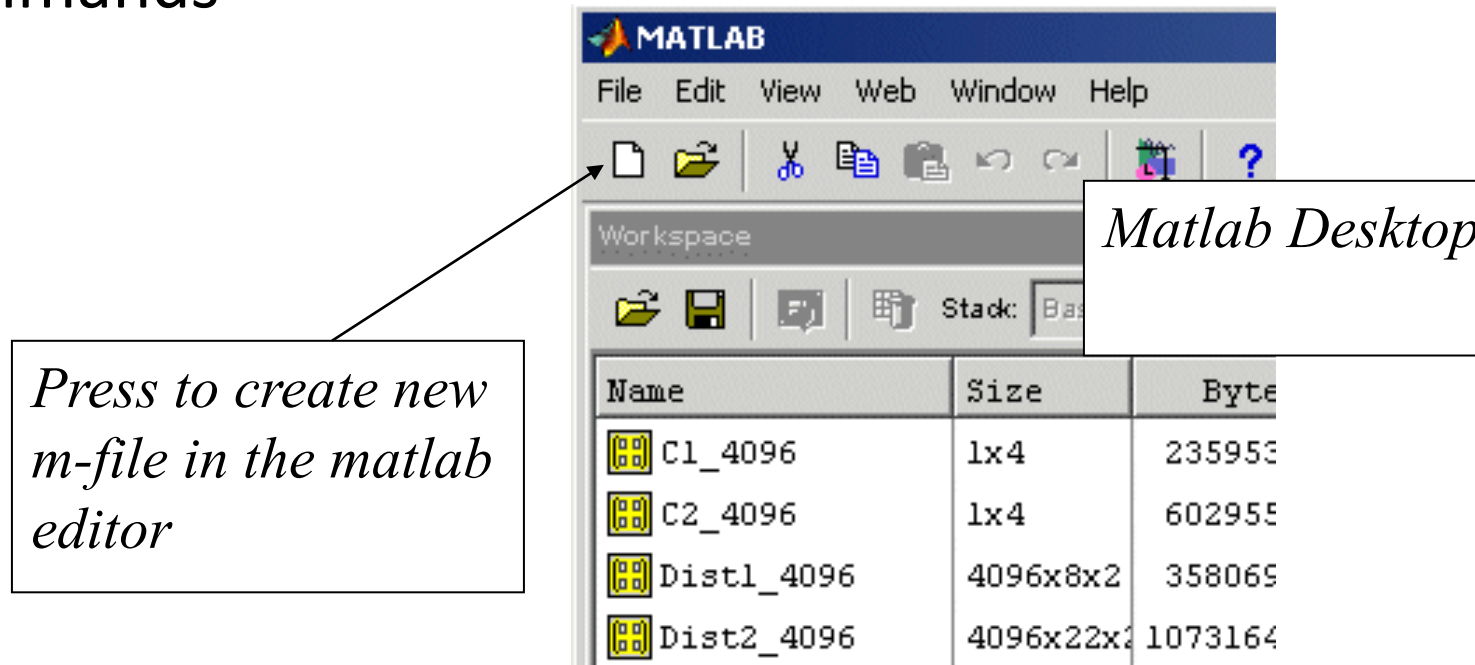 MATLAB
File Edit View Web Window Help
Workspace
Matlab Desktop
Stack:
Press to create new
m-file in the matlab
editor
Name Size
C1_4096 1x4 235953
C2_4096 1x4 602955
Dist1_4096 4096x8x2 358069
Dist2_4096 4096x22x 1073164